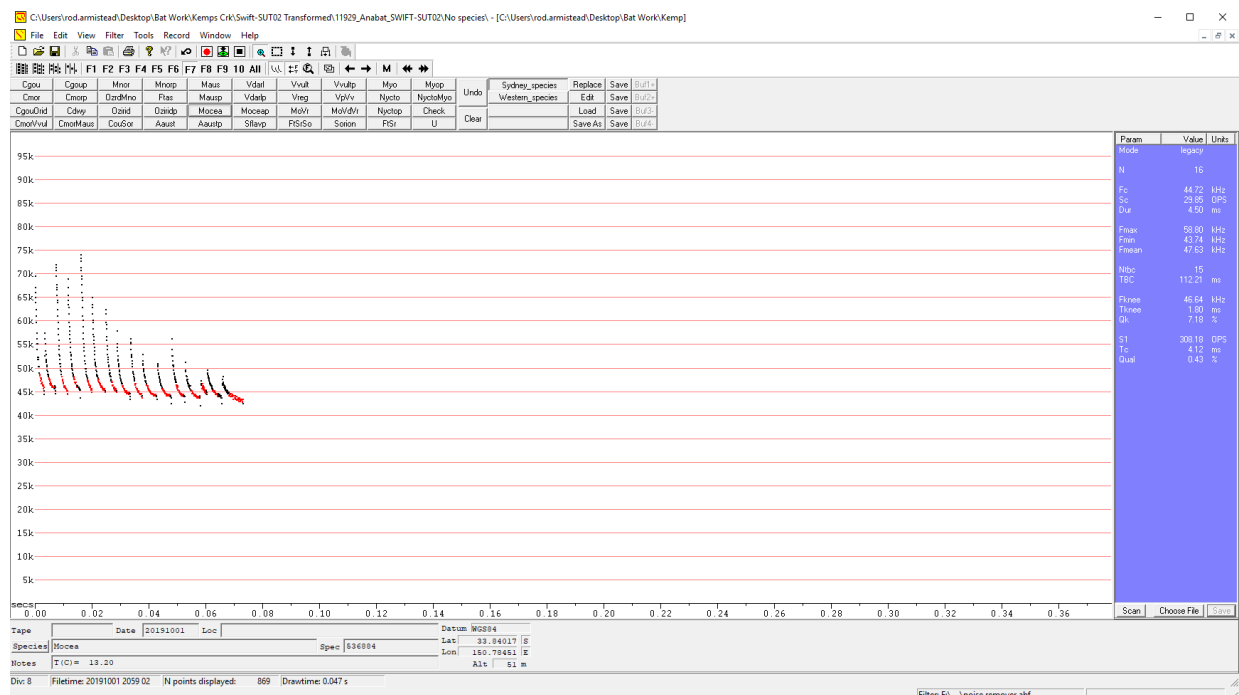 C:\Users\rod.armistead\Desktop\Bat Work\Kemps Crk\Swift-SUT02 Transformed\11929_Anabat_SWIFT-SUT02\No species\ - [C:\Users\rod.armistead\Desktop\Bat Work\Kemp]
File Edit View Filter Tools Record Window Help
F1 F2 F3 F4 F5 F6 F7 F8 F9 10 All M
Cgou Cgoup Mnor Mnorp Maus Vdarl Vvult Vvultp Myo Myop Undo Sydney_species Replace Save Buf1+
Cmor Cmorp OzrdMno Ftas Mausp Vdarlp Vreg VpVv Nycto NyctoMyo Western_species Edit Save Buf2+
CgouOrid Cdwy Ozirid Oziridp Mocea Moceap MoVr MoVdVr Nyctop Check Clear Load Save Buf3-
CmorVvul CmorMaus CouSor Aaust Aaustp Sflavp FtSrSo Sorion FtSr U Save As Save Buf4-
Param Value Units
Mode legacy
N 16
Fc 44.72 kHz
Sc 29.85 OPS
Dur 4.50 ms
Fmax 58.80 kHz
Fmin 43.74 kHz
Fmean 47.63 kHz
Ntbc 15
TBC 112.21 ms
Fknee 46.64 kHz
Tknee 1.80 ms
Qk 7.18 %
S1 308.18 OPS
Tc 4.12 ms
Qual 0.43 %
95k
90k
85k
80k
75k
70k
65k
60k
55k
50k
45k
40k
35k
30k
25k
20k
15k
10k
5k
secs
0.00 0.02 0.04 0.06 0.08 0.10 0.12 0.14 0.16 0.18 0.20 0.22 0.24 0.26 0.28 0.30 0.32 0.34 0.36
Scan Choose File Save
Tape Date 20191001 Loc Datum WGS84
Species Mocea Spec 536884 Lat 33.84017 S
Lon 150.78451 E
Notes T(C)= 13.20 Alt 51 m
Div: 8 Filetime: 20191001 2059 02 N points displayed: 869 Drawtime: 0.047 s